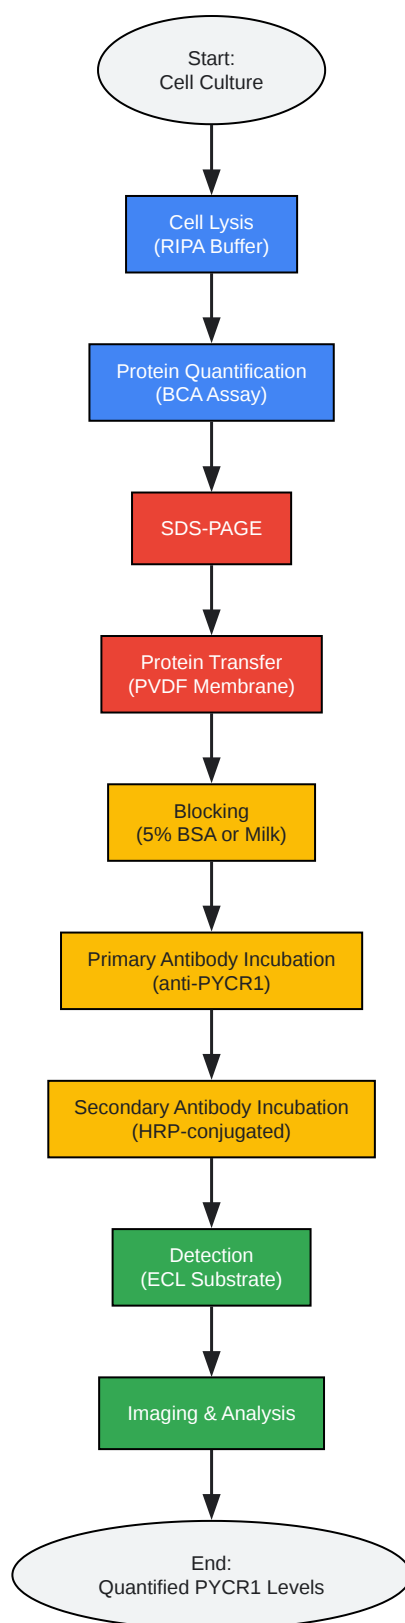 Start:
Cell Culture
Cell Lysis
(RIPA Buffer)
Protein Quantification
(BCA Assay)
SDS-PAGE
Protein Transfer
(PVDF Membrane)
Blocking
(5% BSA or Milk)
Primary Antibody Incubation
(anti-PYCR1)
Secondary Antibody Incubation
(HRP-conjugated)
Detection
(ECL Substrate)
Imaging & Analysis
End:
Quantified PYCR1 Levels